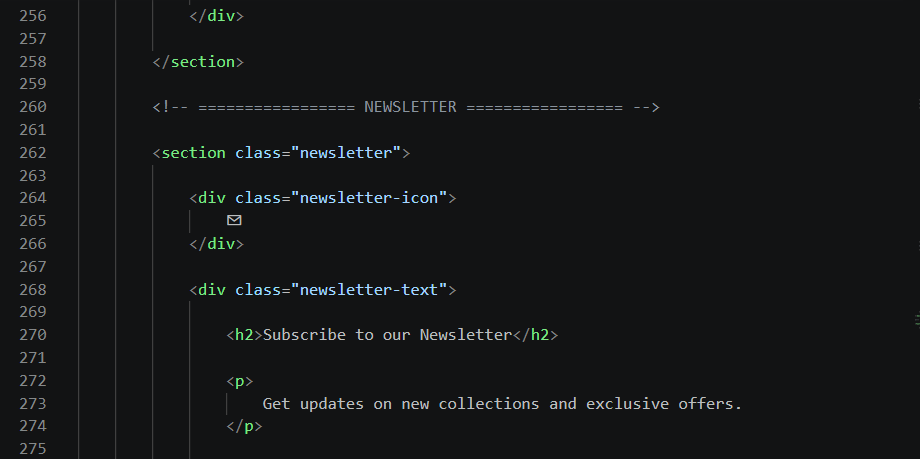 256 </div>
257
258 </section>
259
260 <!-- ================= NEWSLETTER ================= -->
261
262 <section class="newsletter">
263
264 <div class="newsletter-icon">
265 ✉
266 </div>
267
268 <div class="newsletter-text">
269
270 <h2>Subscribe to our Newsletter</h2>
271
272 <p>
273 Get updates on new collections and exclusive offers.
274 </p>
275